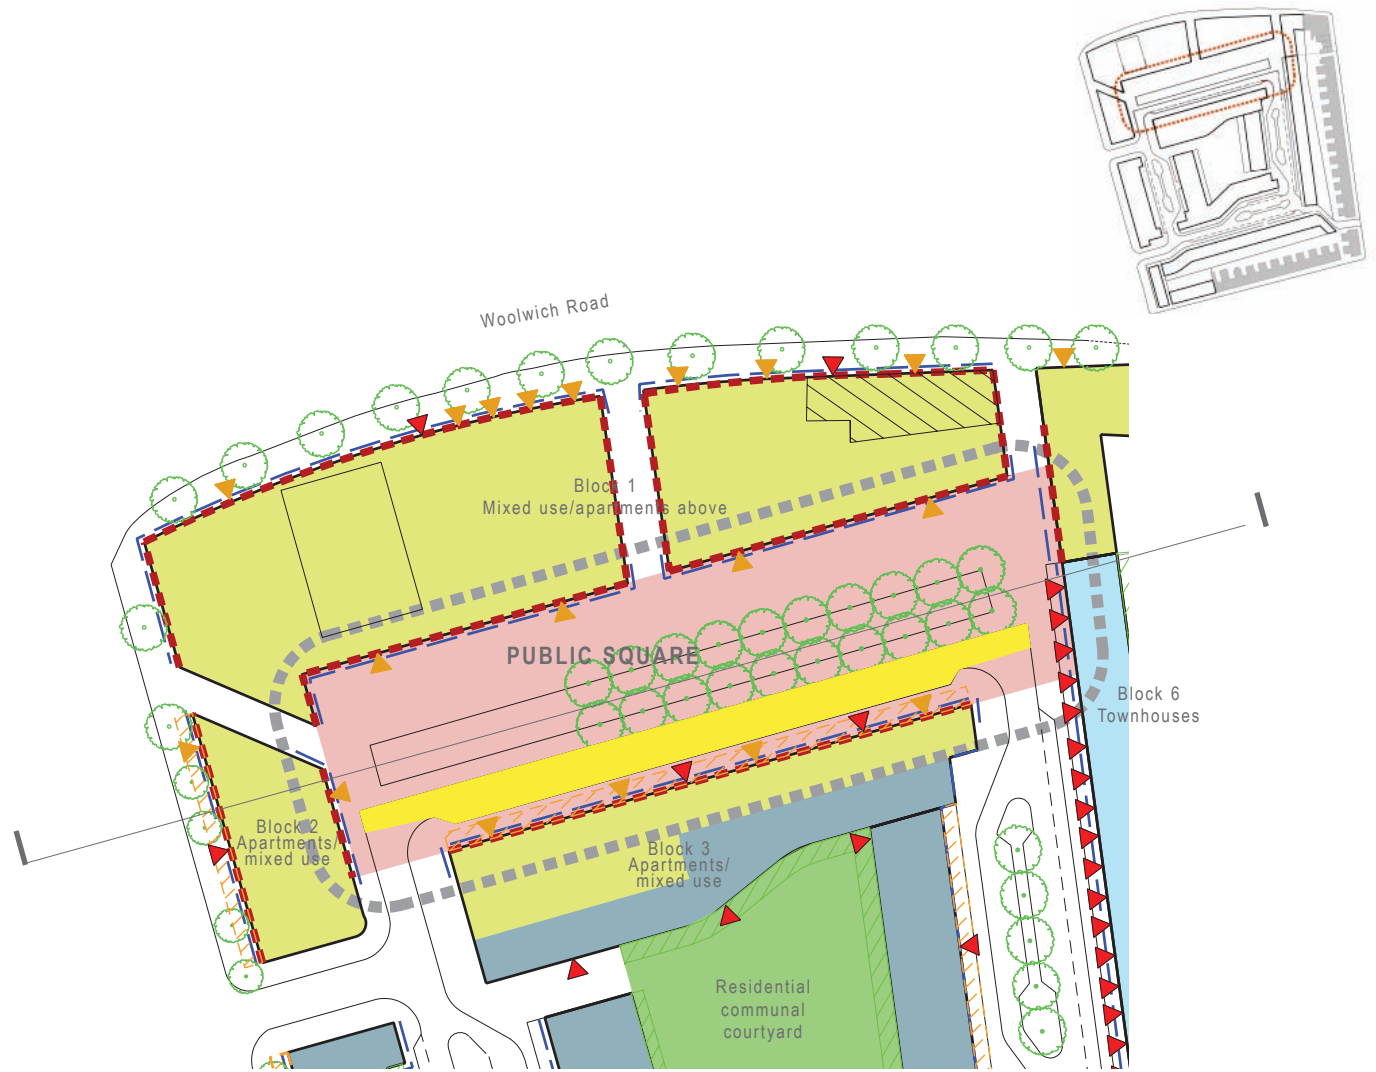 Woolwich Road
Block 1
Mixed use/apartments above
PUBLIC SQUARE
Block 6
Townhouses
Block 2
Apartments/
mixed use
Block 3
Apartments/
mixed use
Residential
communal
courtyard